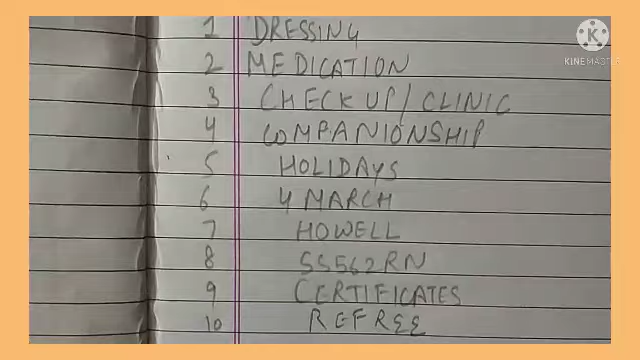 1 DRESSING
2 MEDICATION
3 CHECK UP/CLINIC
4 COMPANIONSHIP
5 HOLIDAYS
6 4 MARCH
7 HOWELL
8 SS562RN
9 CERTIFICATES
10 REFREE
KINEMASTER